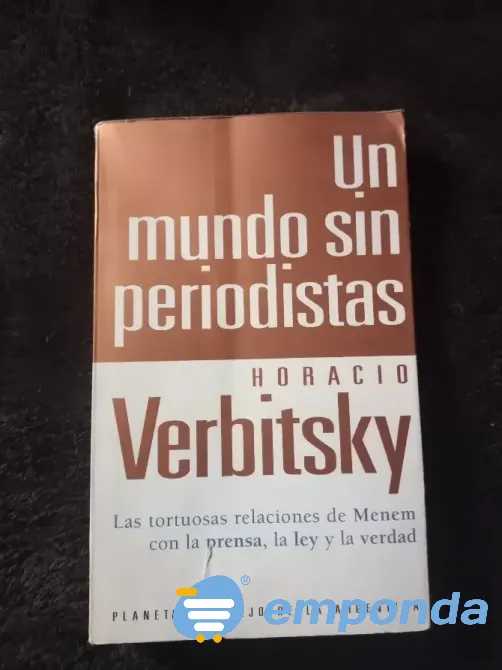 Un
mundo sin
periodistas
HORACIO
Verbitsky
Las tortuosas relaciones de Menem
con la prensa, la ley y la verdad
PLANETA
emponda